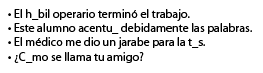 • El h_bil operario terminó el trabajo.
• Este alumno acentu_ debidamente las palabras.
• El médico me dio un jarabe para la t_s.
• ¿C_mo se llama tu amigo?